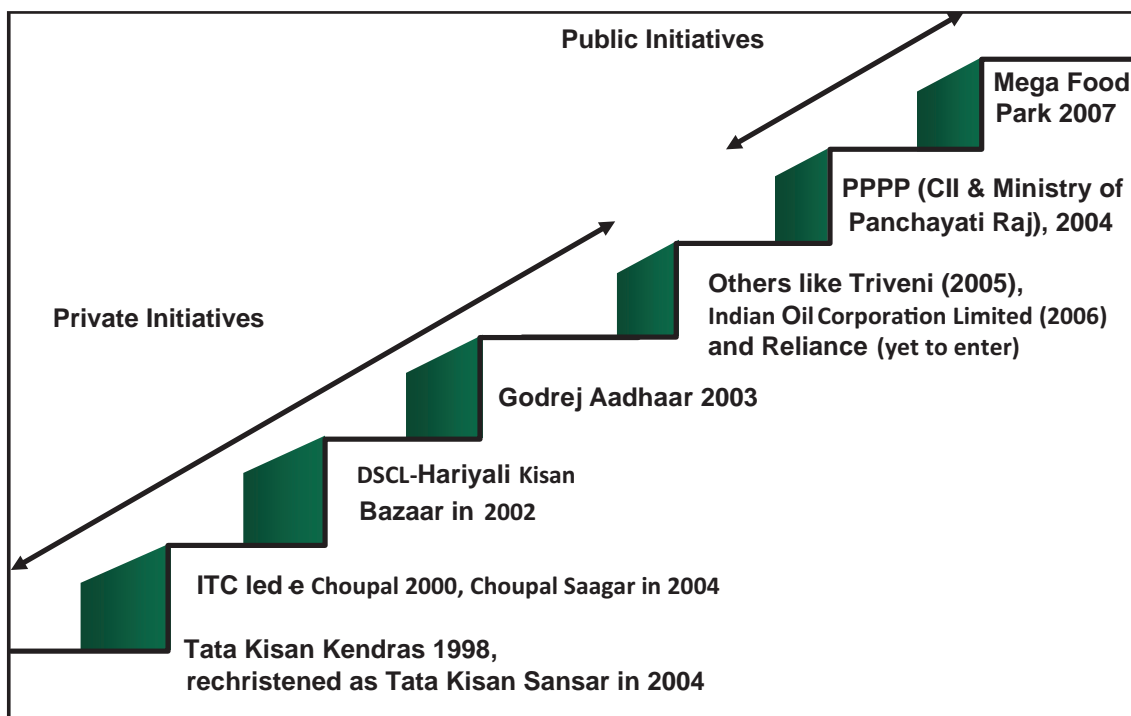 Public Initiatives
Mega Food
Park 2007
PPPP (CII & Ministry of
Panchayati Raj), 2004
Others like Triveni (2005),
Indian Oil Corporation Limited (2006)
and Reliance (yet to enter)
Private Initiatives
Godrej Aadhaar 2003
DSCL-Hariyali Kisan
Bazaar in 2002
ITC led e Choupal 2000, Choupal Saagar in 2004
Tata Kisan Kendras 1998,
rechristened as Tata Kisan Sansar in 2004